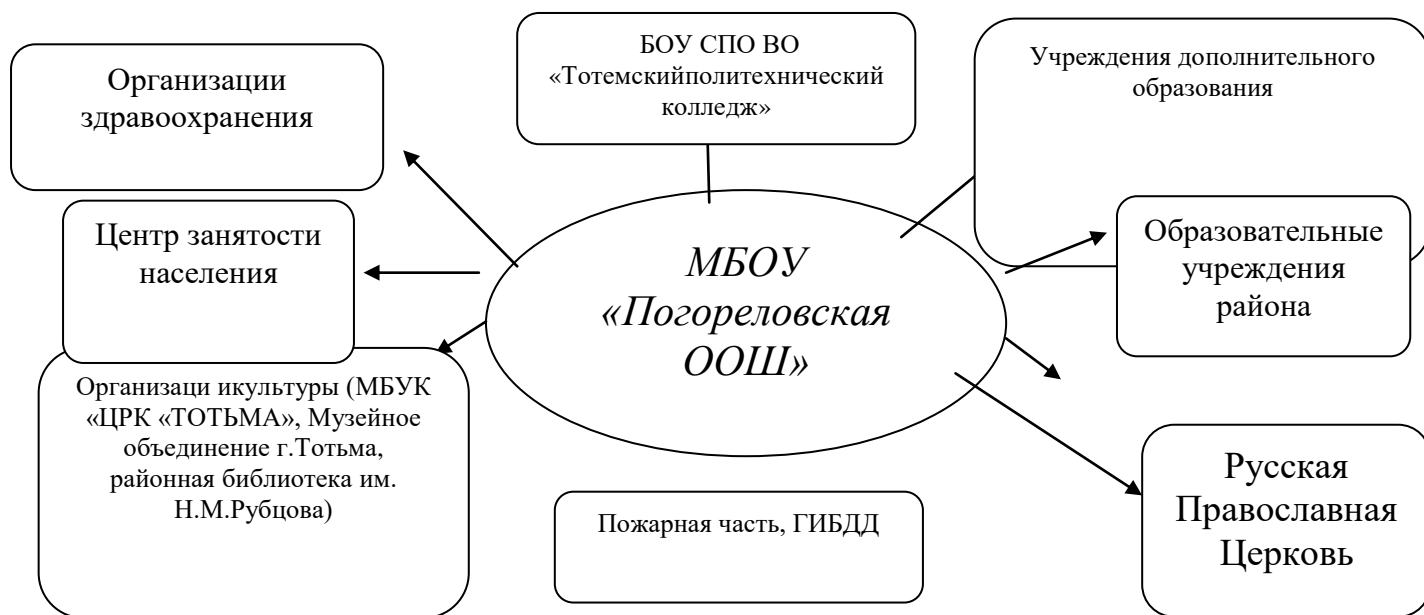 БОУ СПО ВО
«Тотемскийполитехнический
колледж»
Организации
здравоохранения
Учреждения дополнительного
образования
Центр занятости
населения
МБОУ
«Погореловская
ООШ»
Образовательные
учреждения
района
Организаци икультуры (МБУК
«ЦРК «ТОТЬМА», Музейное
объединение г.Тотьма,
районная библиотека им.
Н.М.Рубцова)
Пожарная часть, ГИБДД
Русская
Православная
Церковь